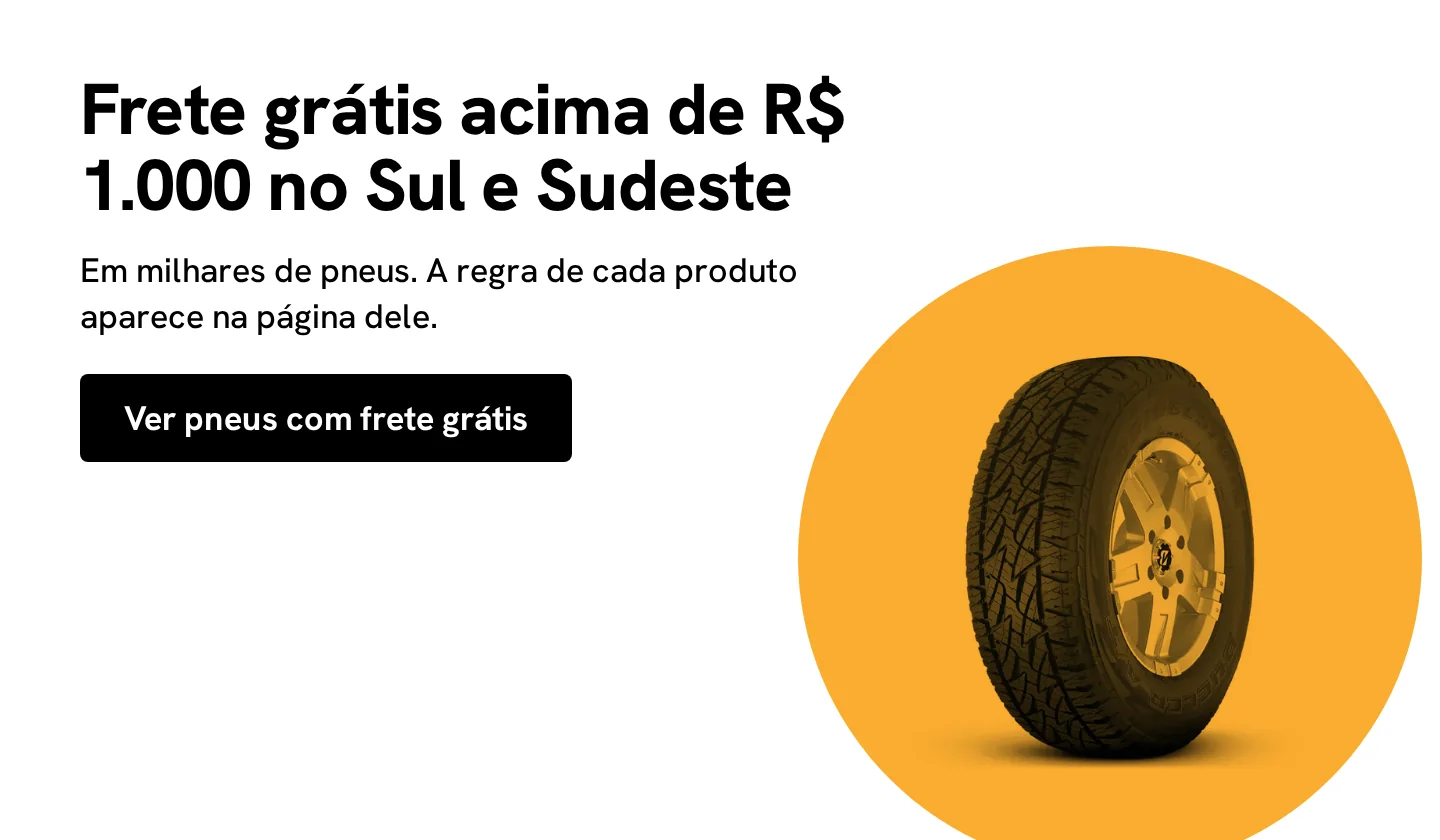 Frete grátis acima de R$
1.000 no Sul e Sudeste
Em milhares de pneus. A regra de cada produto
aparece na página dele.
Ver pneus com frete grátis